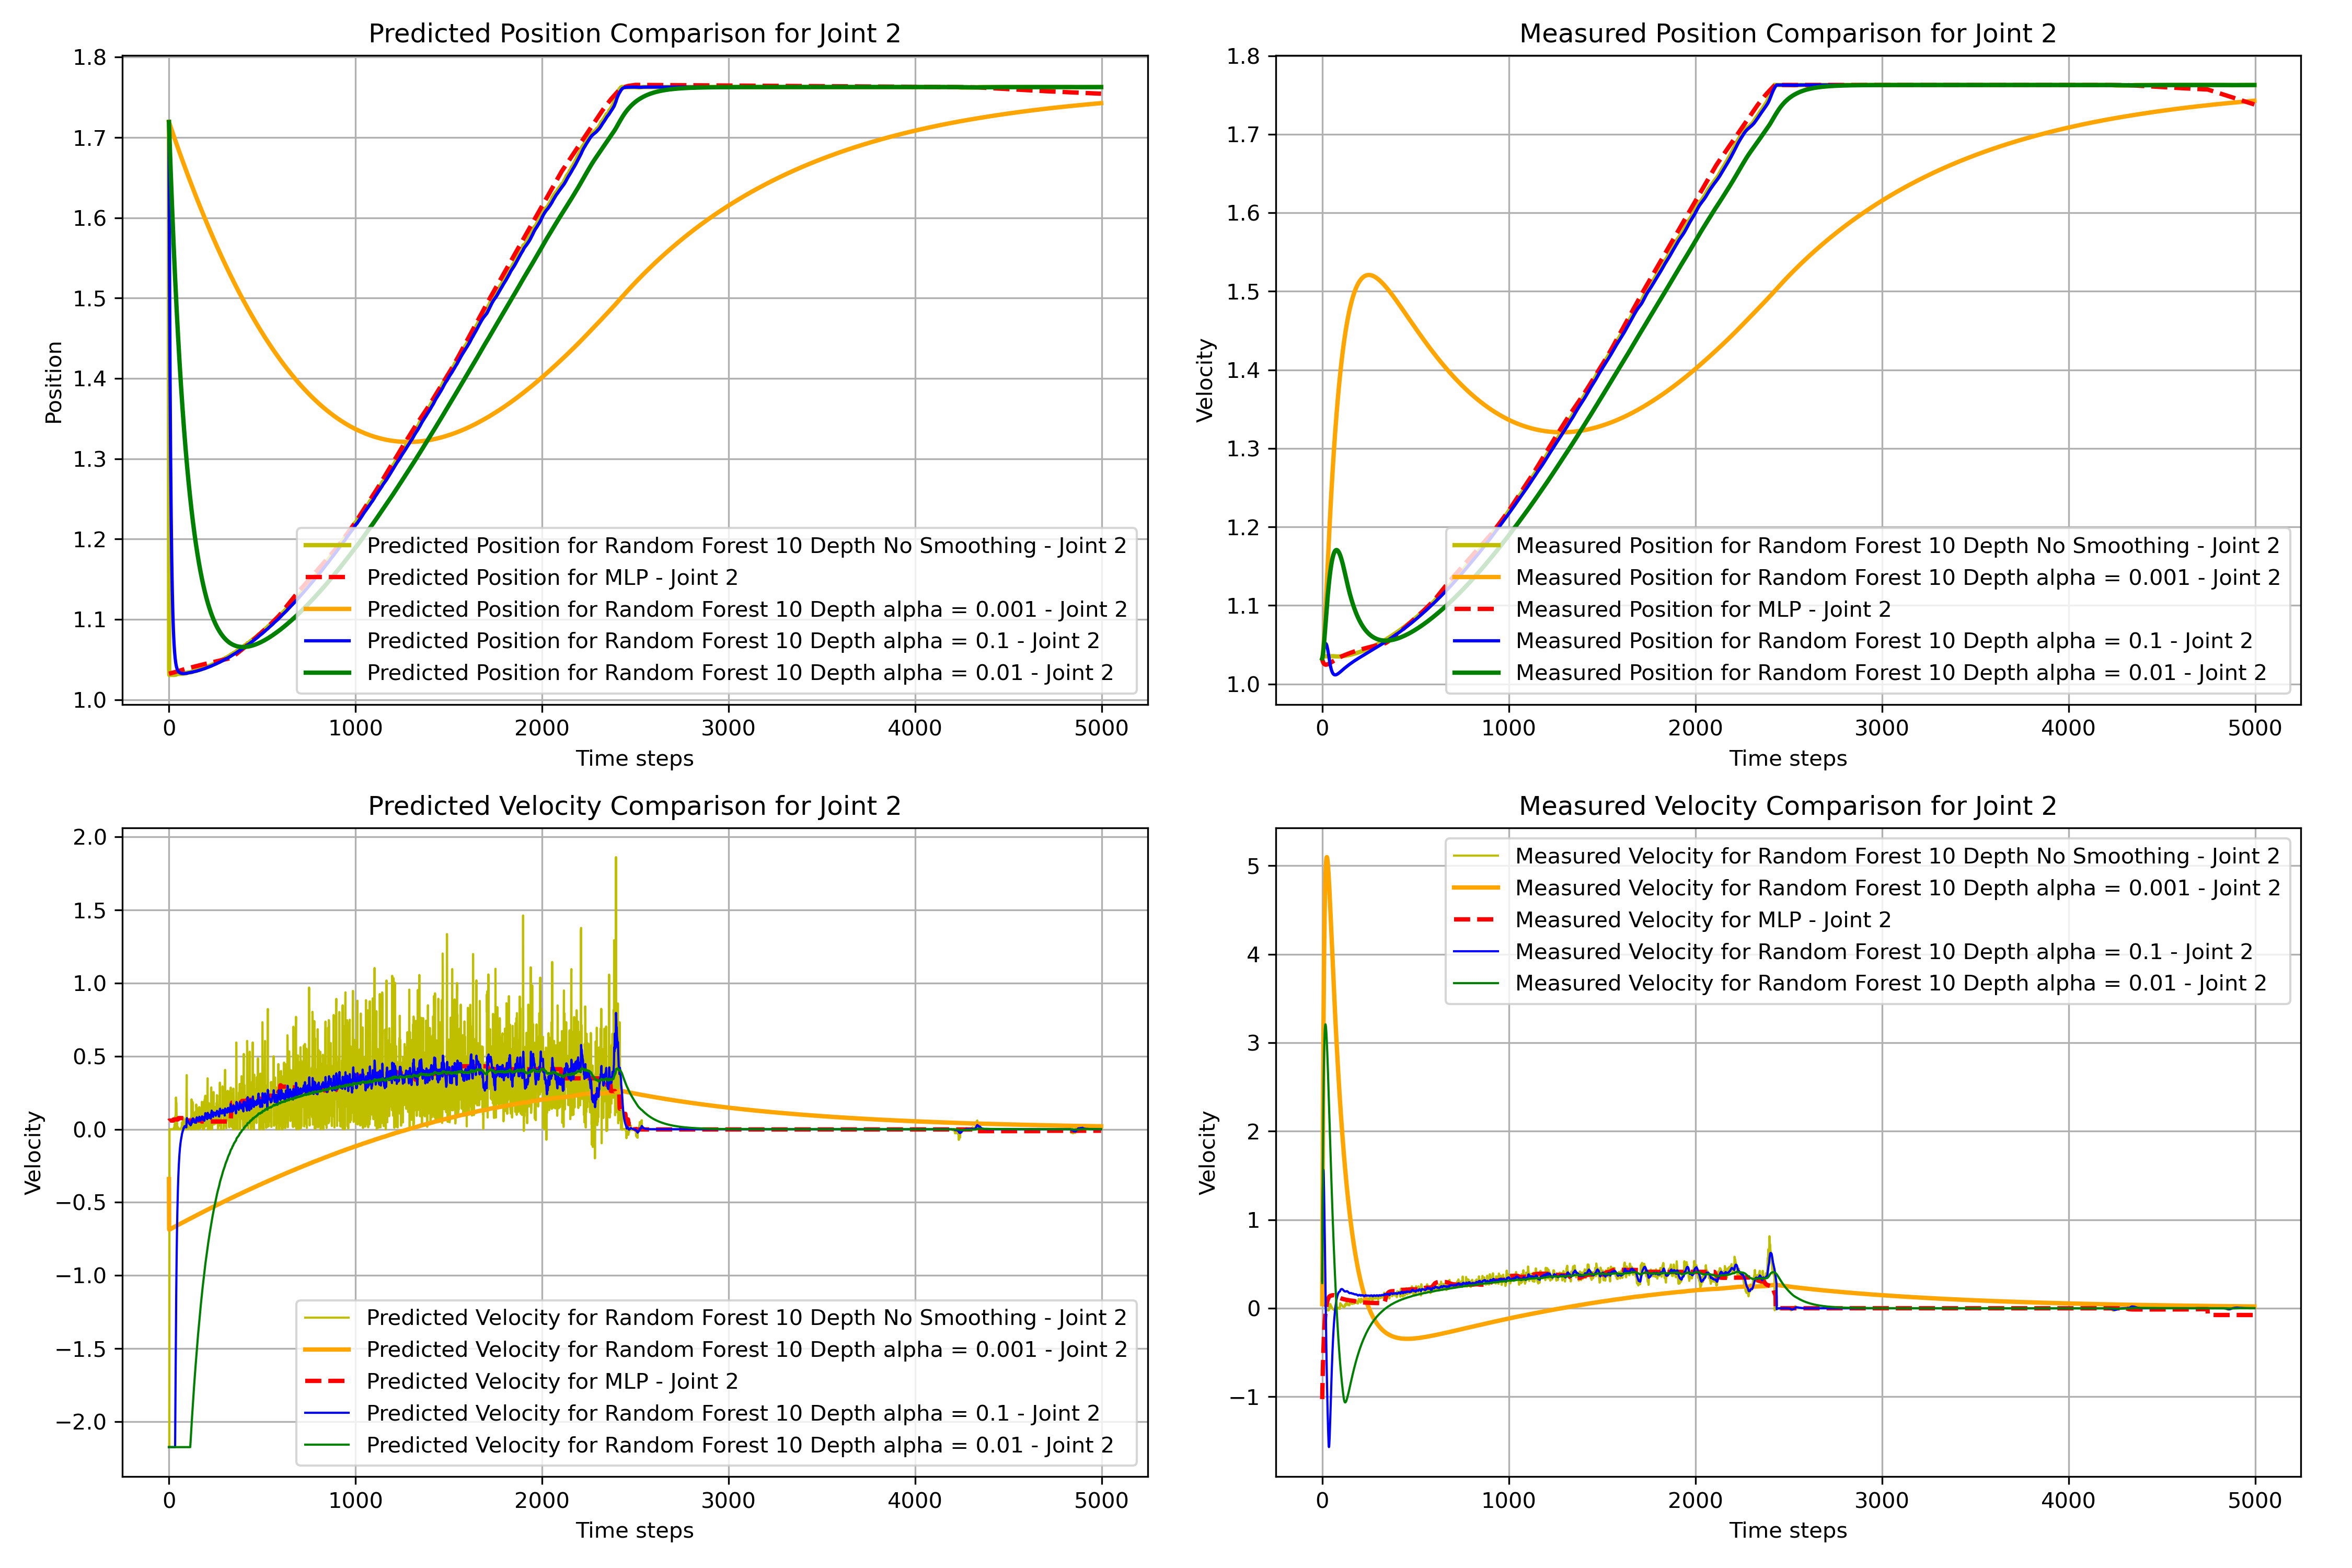 Predicted Position Comparison for Joint 2
1.8
1.7
1.6
1.5
1.4
1.3
1.2
1.1
1.0
Position
Predicted Position for Random Forest 10 Depth No Smoothing - Joint 2
Predicted Position for MLP - Joint 2
Predicted Position for Random Forest 10 Depth alpha = 0.001 - Joint 2
Predicted Position for Random Forest 10 Depth alpha = 0.1 - Joint 2
Predicted Position for Random Forest 10 Depth alpha = 0.01 - Joint 2
0 1000 2000 3000 4000 5000
Time steps
Measured Position Comparison for Joint 2
1.8
1.7
1.6
1.5
1.4
1.3
1.2
1.1
1.0
Velocity
Measured Position for Random Forest 10 Depth No Smoothing - Joint 2
Measured Position for Random Forest 10 Depth alpha = 0.001 - Joint 2
Measured Position for MLP - Joint 2
Measured Position for Random Forest 10 Depth alpha = 0.1 - Joint 2
Measured Position for Random Forest 10 Depth alpha = 0.01 - Joint 2
0 1000 2000 3000 4000 5000
Time steps
Predicted Velocity Comparison for Joint 2
2.0
1.5
1.0
0.5
0.0
−0.5
−1.0
−1.5
−2.0
Velocity
Predicted Velocity for Random Forest 10 Depth No Smoothing - Joint 2
Predicted Velocity for Random Forest 10 Depth alpha = 0.001 - Joint 2
Predicted Velocity for MLP - Joint 2
Predicted Velocity for Random Forest 10 Depth alpha = 0.1 - Joint 2
Predicted Velocity for Random Forest 10 Depth alpha = 0.01 - Joint 2
0 1000 2000 3000 4000 5000
Time steps
Measured Velocity Comparison for Joint 2
5
4
3
2
1
0
−1
Velocity
Measured Velocity for Random Forest 10 Depth No Smoothing - Joint 2
Measured Velocity for Random Forest 10 Depth alpha = 0.001 - Joint 2
Measured Velocity for MLP - Joint 2
Measured Velocity for Random Forest 10 Depth alpha = 0.1 - Joint 2
Measured Velocity for Random Forest 10 Depth alpha = 0.01 - Joint 2
0 1000 2000 3000 4000 5000
Time steps